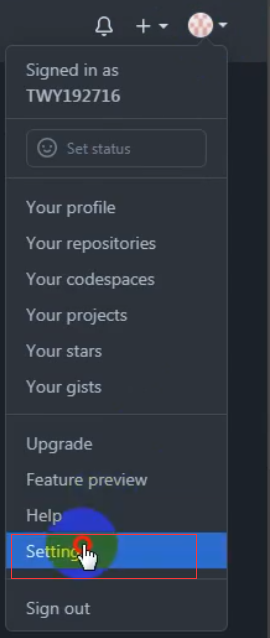 Signed in as
TWY192716
Set status
Your profile
Your repositories
Your codespaces
Your projects
Your stars
Your gists
Upgrade
Feature preview
Help
Setting
Sign out